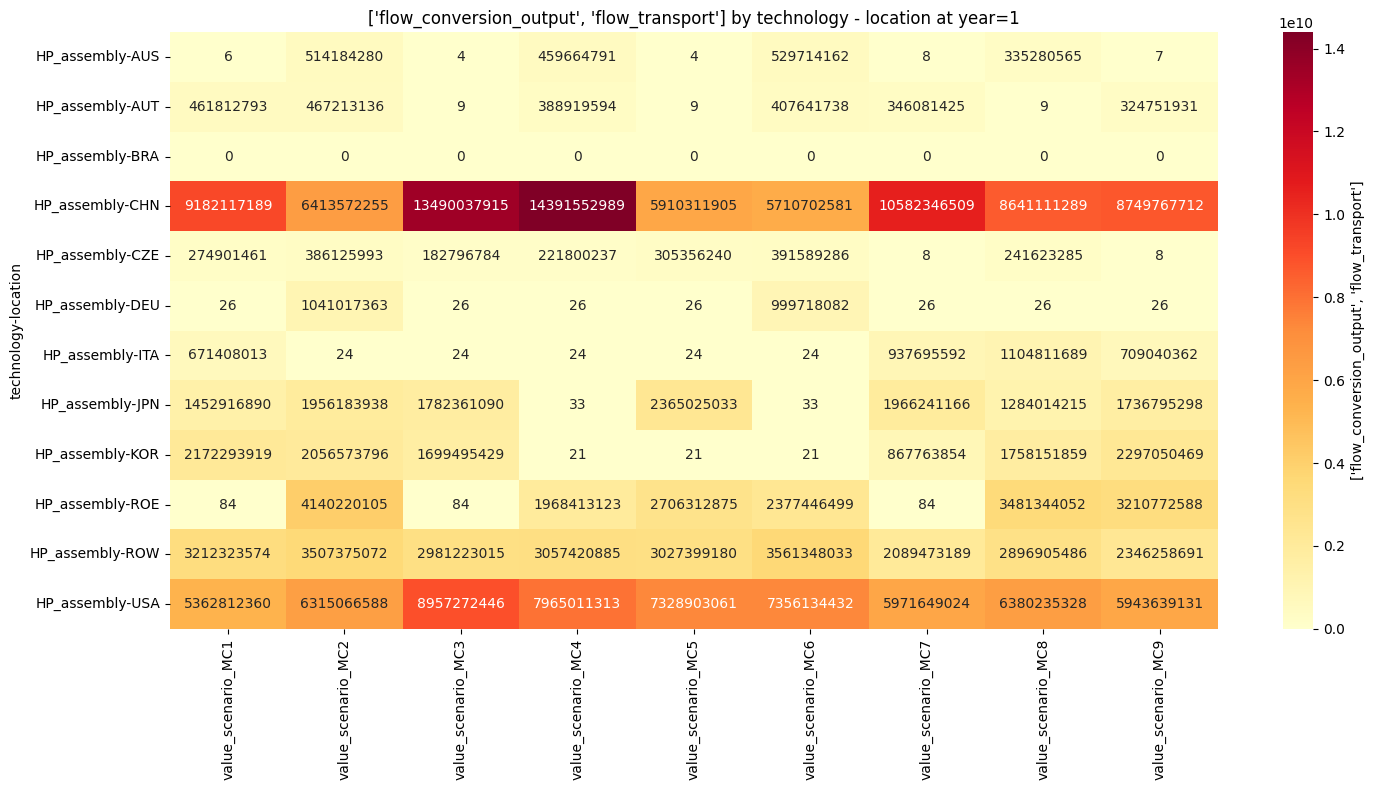 ['flow_conversion_output', 'flow_transport'] by technology - location at year=1
1e10
HP_assembly-AUS 6 514184280 4 459664791 4 529714162 8 335280565 7
HP_assembly-AUT 461812793 467213136 9 388919594 9 407641738 346081425 9 324751931
HP_assembly-BRA 0 0 0 0 0 0 0 0 0
HP_assembly-CHN 9182117189 6413572255 13490037915 14391552989 5910311905 5710702581 10582346509 8641111289 8749767712
HP_assembly-CZE 274901461 386125993 182796784 221800237 305356240 391589286 8 241623285 8
HP_assembly-DEU 26 1041017363 26 26 26 999718082 26 26 26
HP_assembly-ITA 671408013 24 24 24 24 24 937695592 1104811689 709040362
HP_assembly-JPN 1452916890 1956183938 1782361090 33 2365025033 33 1966241166 1284014215 1736795298
HP_assembly-KOR 2172293919 2056573796 1699495429 21 21 21 867763854 1758151859 2297050469
HP_assembly-ROE 84 4140220105 84 1968413123 2706312875 2377446499 84 3481344052 3210772588
HP_assembly-ROW 3212323574 3507375072 2981223015 3057420885 3027399180 3561348033 2089473189 2896905486 2346258691
HP_assembly-USA 5362812360 6315066588 8957272446 7965011313 7328903061 7356134432 5971649024 6380235328 5943639131
technology-location
value_scenario_MC1
value_scenario_MC2
value_scenario_MC3
value_scenario_MC4
value_scenario_MC5
value_scenario_MC6
value_scenario_MC7
value_scenario_MC8
value_scenario_MC9
1.4
1.2
1.0
0.8
0.6
0.4
0.2
0.0
['flow_conversion_output', 'flow_transport']